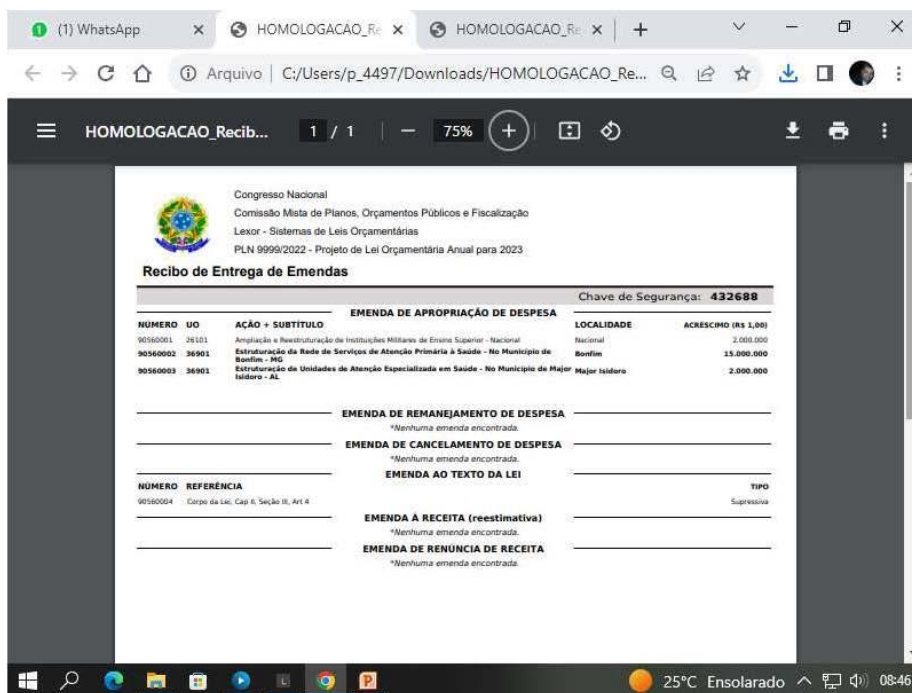 (1) WhatsApp
HOMOLOGACAO_Re
HOMOLOGACAO_Re
Arquivo C:/Users/p_4497/Downloads/HOMOLOGACAO_Re...
HOMOLOGACAO_Recib... 1 / 1 75%
Congresso Nacional
Comissão Mista de Planos, Orçamentos Públicos e Fiscalização
Lexor - Sistemas de Leis Orçamentárias
PLN 9999/2022 - Projeto de Lei Orçamentária Anual para 2023
Recibo de Entrega de Emendas
Chave de Segurança: 432688
EMENDA DE APROPRIAÇÃO DE DESPESA
NÚMERO UO AÇÃO + SUBTÍTULO LOCALIDADE ACRÉSCIMO (R$ 1,00)
90560001 26101 Ampliação e Reestruturação de Instituições Militares de Ensino Superior - Nacional Nacional 2.000.000
90560002 36901 Estruturação da Rede de Serviços de Atenção Primária à Saúde - No Município de Bonfim 15.000.000
Bonfim - MG
90560003 36901 Estruturação de Unidades de Atenção Especializada em Saúde - No Município de Major Major Isidoro 2.000.000
Isidoro - AL
EMENDA DE REMANEJAMENTO DE DESPESA
*Nenhuma emenda encontrada.
EMENDA DE CANCELAMENTO DE DESPESA
*Nenhuma emenda encontrada.
EMENDA AO TEXTO DA LEI
NÚMERO REFERÊNCIA TIPO
90560004 Corpo da Lei, Cap II, Seção III, Art 4 Supressiva
EMENDA À RECEITA (reestimativa)
*Nenhuma emenda encontrada.
EMENDA DE RENÚNCIA DE RECEITA
*Nenhuma emenda encontrada.
25°C Ensolarado 08:46